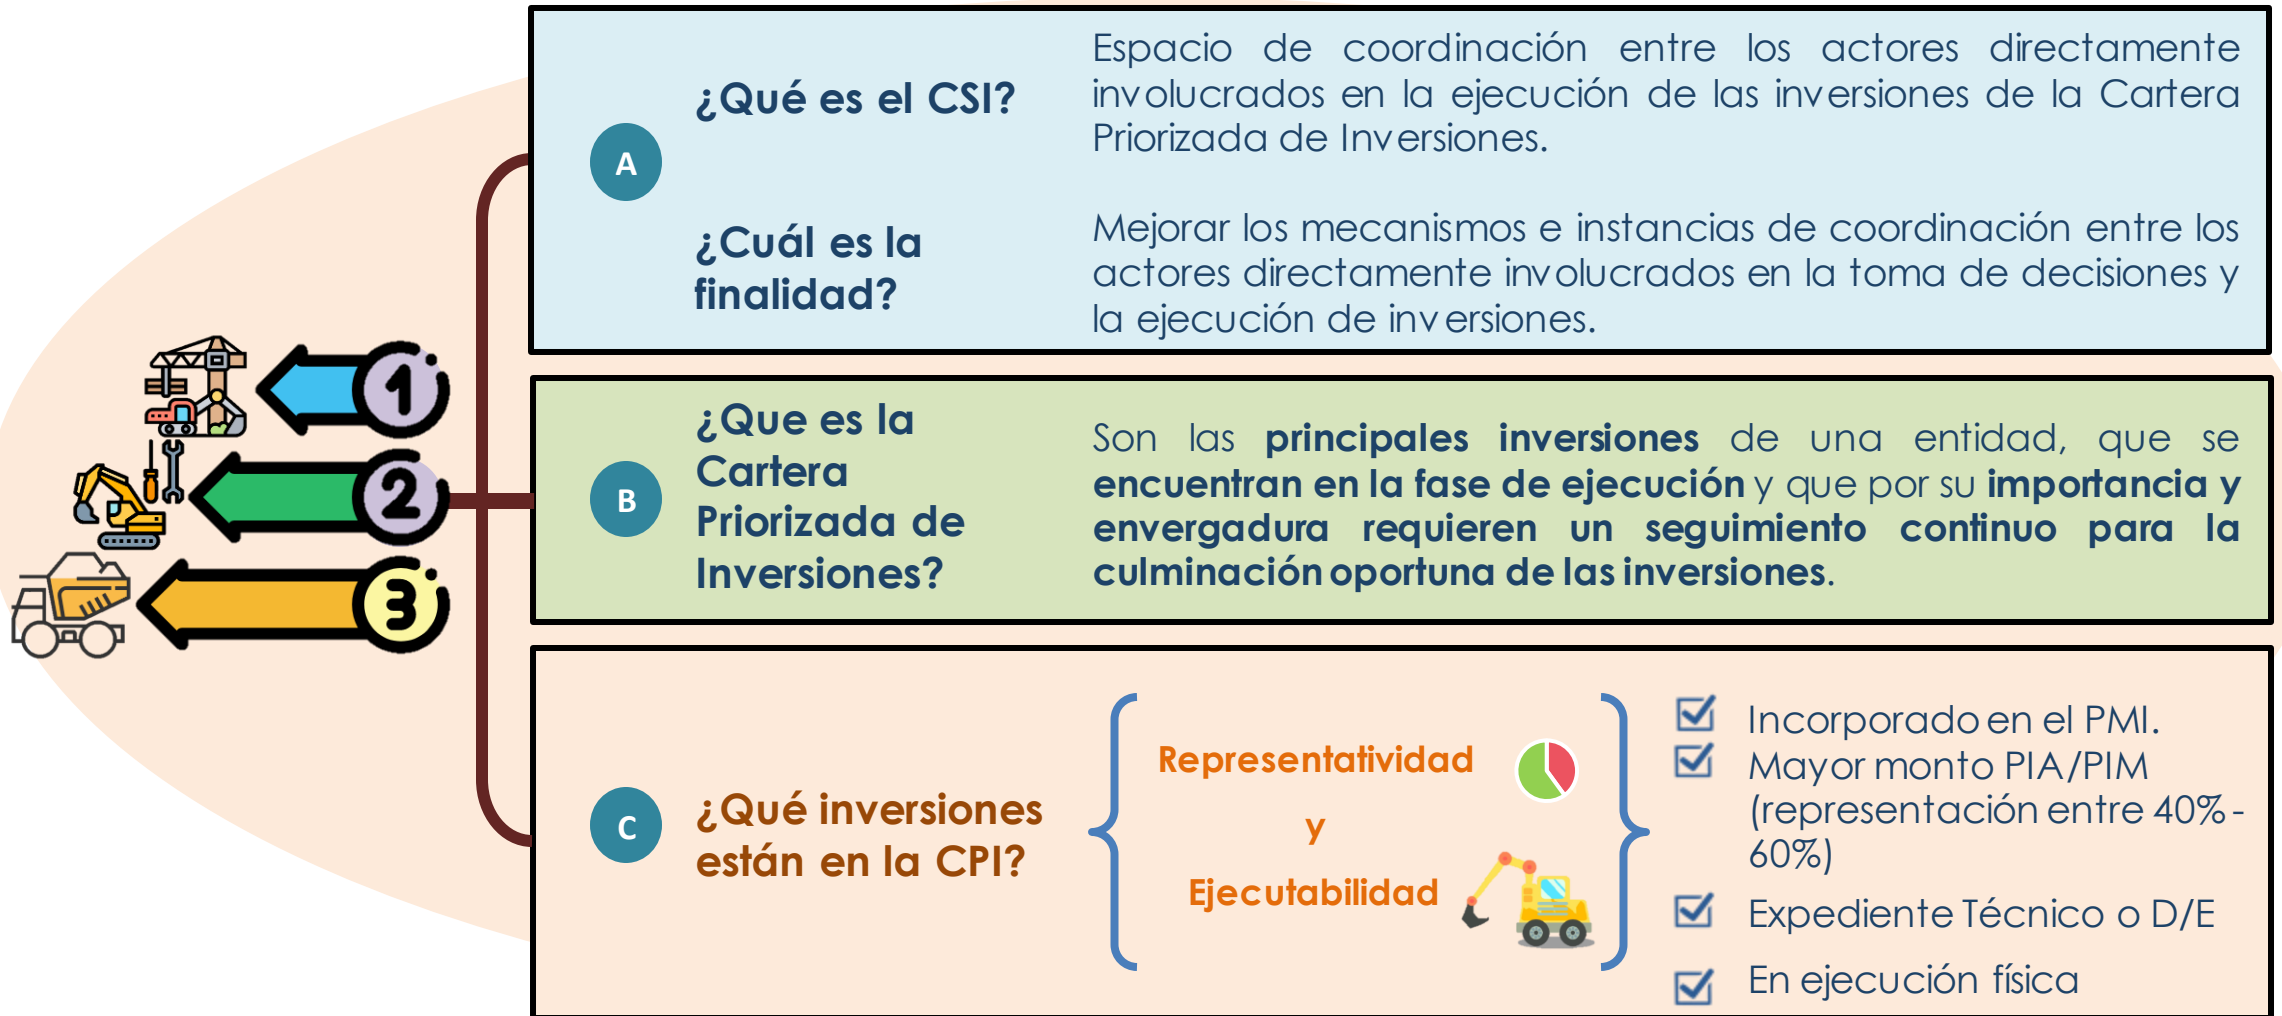 A
¿Qué es el CSI?
Espacio de coordinación entre los actores directamente
involucrados en la ejecución de las inversiones de la Cartera
Priorizada de Inversiones.
¿Cuál es la
finalidad?
Mejorar los mecanismos e instancias de coordinación entre los
actores directamente involucrados en la toma de decisiones y
la ejecución de inversiones.
1
2
3
B
¿Que es la
Cartera
Priorizada de
Inversiones?
Son las principales inversiones de una entidad, que se
encuentran en la fase de ejecución y que por su importancia y
envergadura requieren un seguimiento continuo para la
culminación oportuna de las inversiones.
C
¿Qué inversiones
están en la CPI?
Representatividad
y
Ejecutabilidad
Incorporado en el PMI.
Mayor monto PIA/PIM
(representación entre 40% -
60%)
Expediente Técnico o D/E
En ejecución física